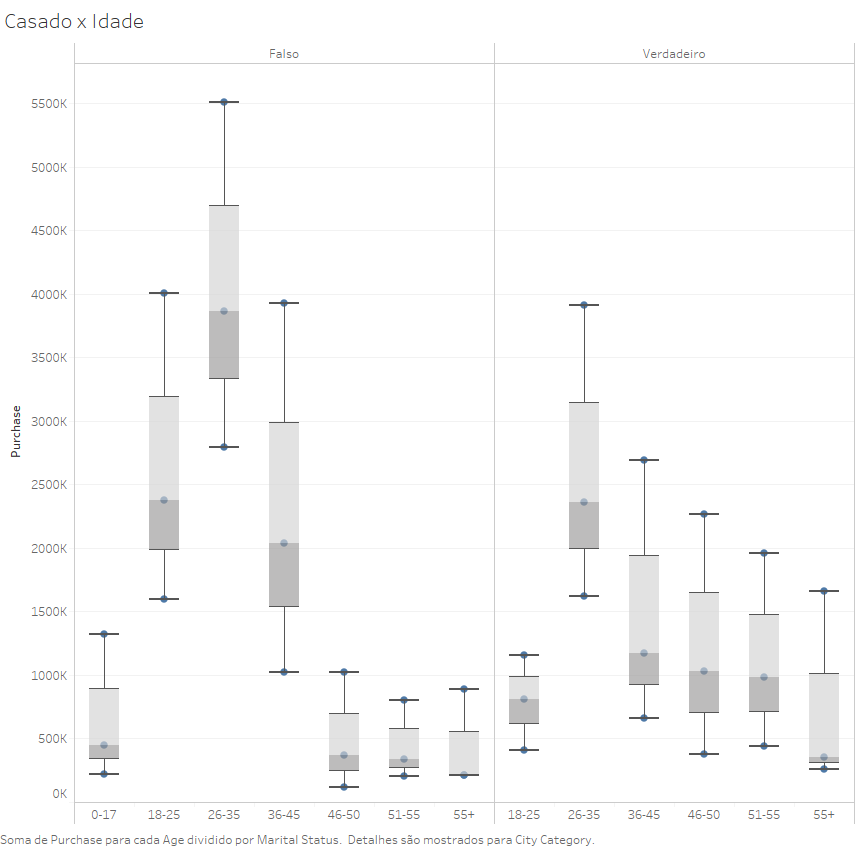 Casado x Idade
Falso
Verdadeiro
5500K
5000K
4500K
4000K
3500K
3000K
2500K
2000K
1500K
1000K
500K
0K
Purchase
0-17 18-25 26-35 36-45 46-50 51-55 55+ 18-25 26-35 36-45 46-50 51-55 55+
Soma de Purchase para cada Age dividido por Marital Status. Detalhes são mostrados para City Category.